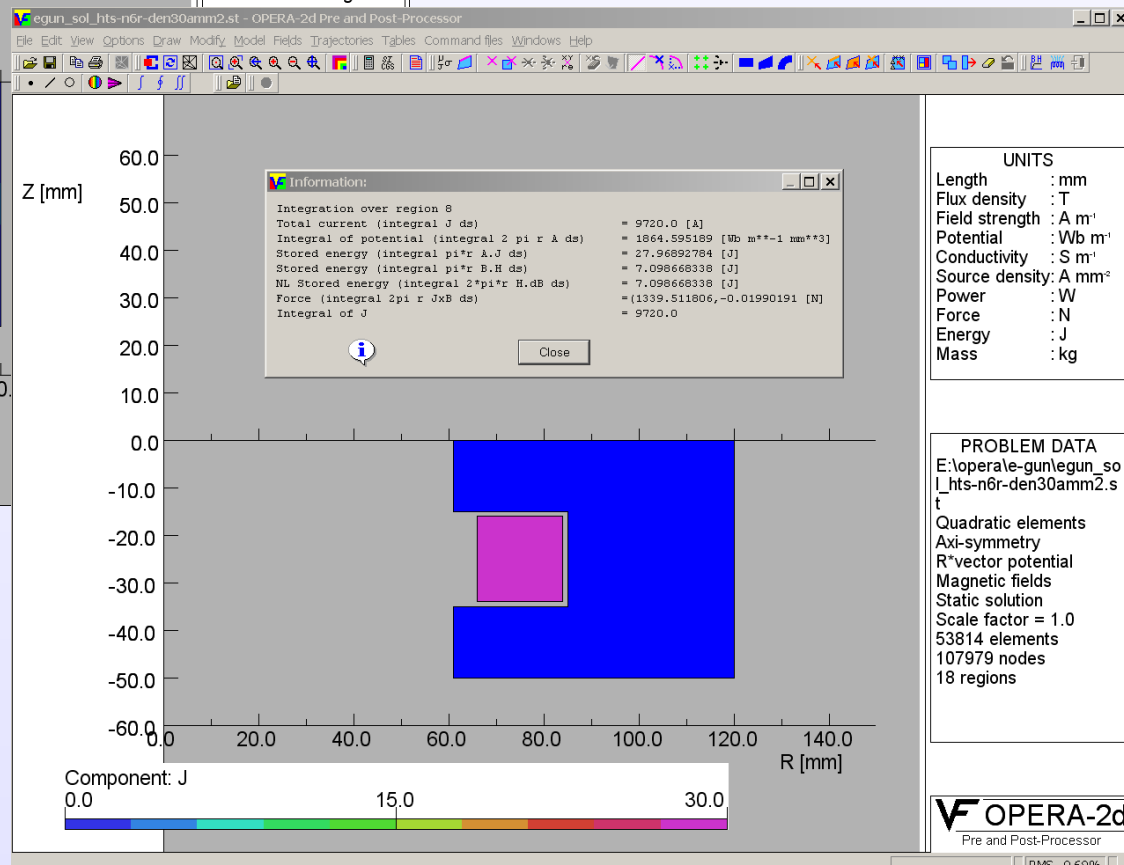 egun_sol_hts-n6r-den30amm2.st - OPERA-2d Pre and Post-Processor
File Edit View Options Draw Modify Model Fields Trajectories Tables Command files Windows Help
Z [mm]
60.0
50.0
40.0
30.0
20.0
10.0
0.0
-10.0
-20.0
-30.0
-40.0
-50.0
-60.0
Information:
Integration over region 8
Total current (integral J ds) = 9720.0 [A]
Integral of potential (integral 2 pi r A ds) = 1864.595189 [Wb m**-1 mm**3]
Stored energy (integral pi*r A.J ds) = 27.96892784 [J]
Stored energy (integral pi*r B.H ds) = 7.098668338 [J]
NL Stored energy (integral 2*pi*r H.dB ds) = 7.098668338 [J]
Force (integral 2pi r JxB ds) =(1339.511806,-0.01990191 [N]
Integral of J = 9720.0
Close
0.0 20.0 40.0 60.0 80.0 100.0 120.0 140.0
R [mm]
Component: J
0.0 15.0 30.0
UNITS
Length : mm
Flux density : T
Field strength : A m⁻¹
Potential : Wb m⁻¹
Conductivity : S m⁻¹
Source density: A mm⁻²
Power : W
Force : N
Energy : J
Mass : kg
PROBLEM DATA
E:\opera\e-gun\egun_so
l_hts-n6r-den30amm2.s
t
Quadratic elements
Axi-symmetry
R*vector potential
Magnetic fields
Static solution
Scale factor = 1.0
53814 elements
107979 nodes
18 regions
VF OPERA-2d
Pre and Post-Processor